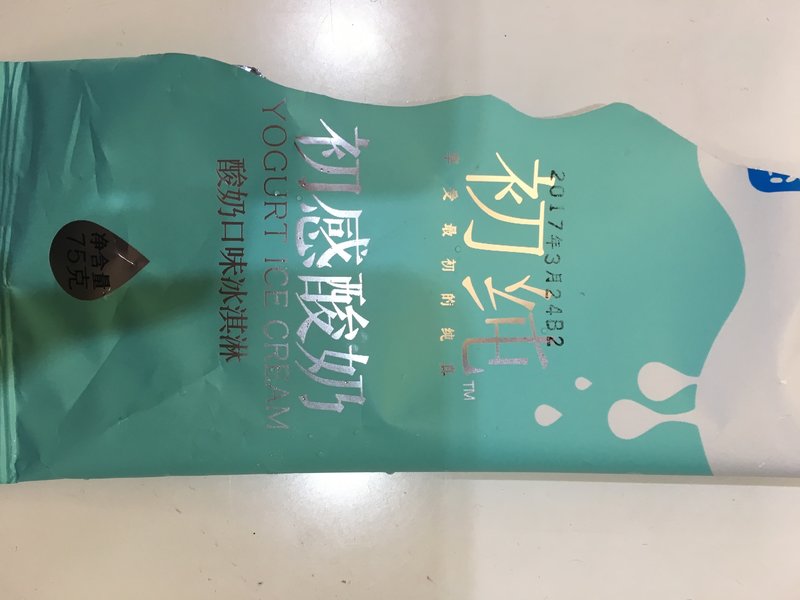 2017年3月24B2
初纯™
享受最初的纯良
初感酸奶
YOGURT ICE CREAM
酸奶口味冰淇淋
净含量
75克